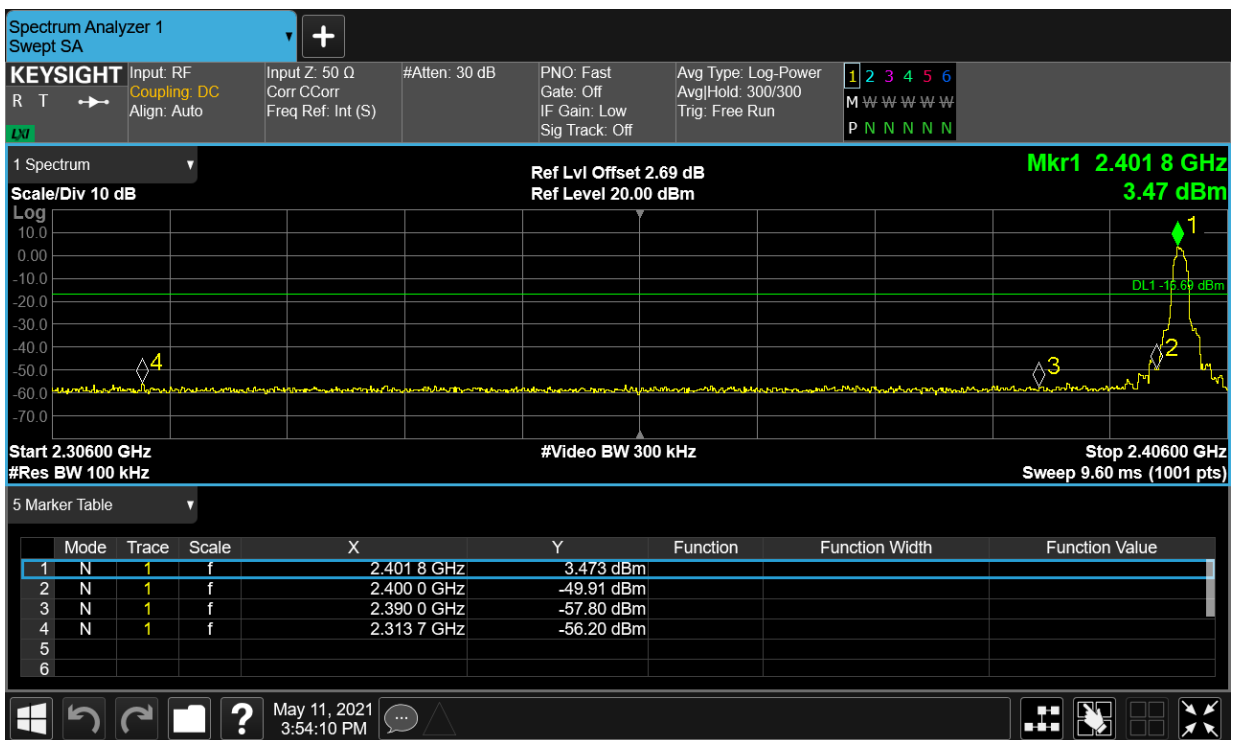 Spectrum Analyzer 1
Swept SA
KEYSIGHT Input: RF Input Z: 50 Ω #Atten: 30 dB PNO: Fast Avg Type: Log-Power 1 2 3 4 5 6
R T Coupling: DC Corr CCorr Gate: Off Avg|Hold: 300/300 M W W W W W
Align: Auto Freq Ref: Int (S) IF Gain: Low Trig: Free Run
LXI Sig Track: Off P N N N N N
1 Spectrum Ref Lvl Offset 2.69 dB Mkr1 2.401 8 GHz
Scale/Div 10 dB Ref Level 20.00 dBm 3.47 dBm
Log
10.0 1
0.00
-10.0
DL1 -16.69 dBm
-20.0
-30.0
-40.0 2
4 3
-50.0
-60.0
-70.0
Start 2.30600 GHz #Video BW 300 kHz Stop 2.40600 GHz
#Res BW 100 kHz Sweep 9.60 ms (1001 pts)
5 Marker Table
Mode Trace Scale X Y Function Function Width Function Value
1 N 1 f 2.401 8 GHz 3.473 dBm
2 N 1 f 2.400 0 GHz -49.91 dBm
3 N 1 f 2.390 0 GHz -57.80 dBm
4 N 1 f 2.313 7 GHz -56.20 dBm
5
6
? May 11, 2021
3:54:10 PM